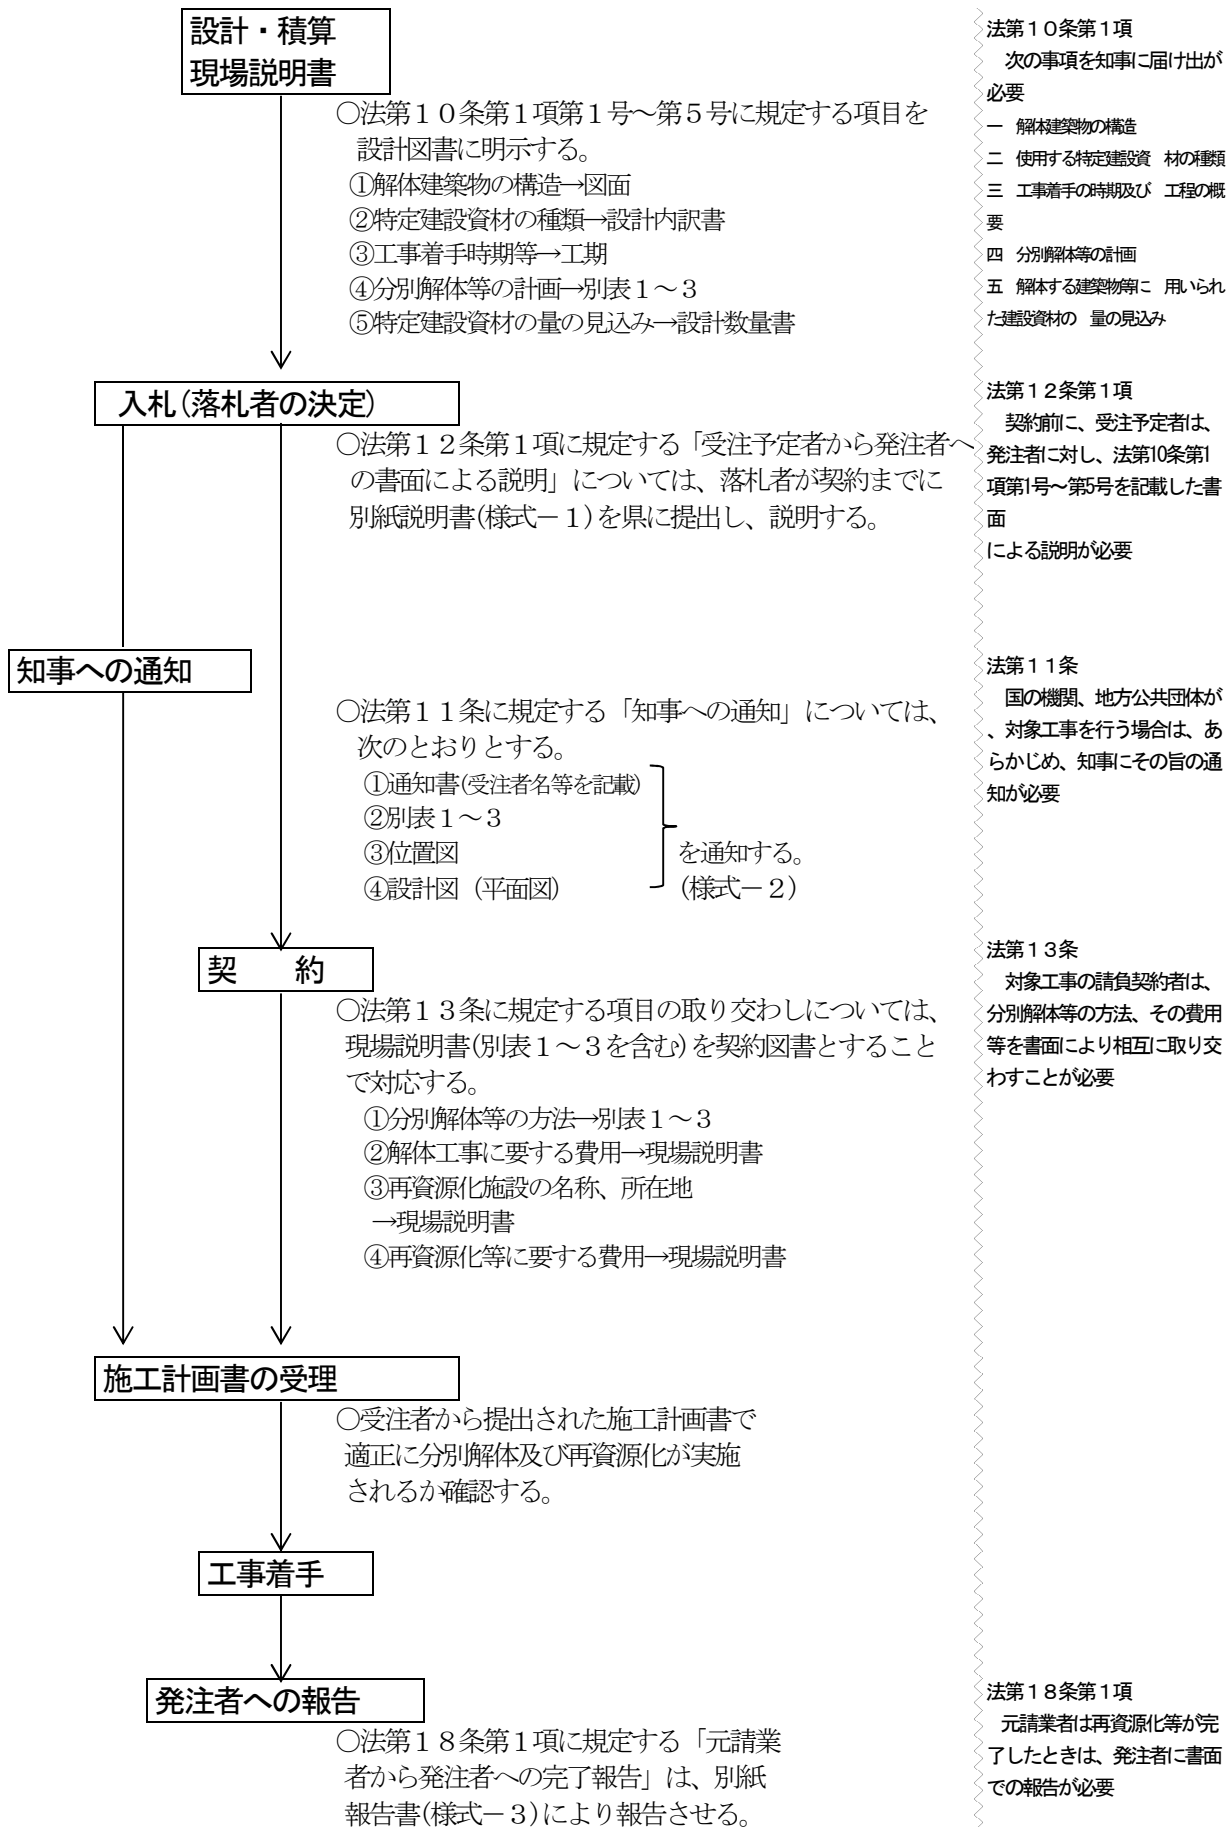 設計・積算
現場説明書
○法第１０条第１項第１号～第５号に規定する項目を
設計図書に明示する。
①解体建築物の構造→図面
②特定建設資材の種類→設計内訳書
③工事着手時期等→工期
④分別解体等の計画→別表１～３
⑤特定建設資材の量の見込み→設計数量書
法第１０条第１項
次の事項を知事に届け出が
必要
一　解体建築物の構造
二　使用する特定建設資　材の種類
三　工事着手の時期及び　工程の概
要
四　分別解体等の計画
五　解体する建築物等に　用いられ
た建設資材の　量の見込み
入札(落札者の決定)
○法第１２条第１項に規定する「受注予定者から発注者へ
の書面による説明」については、落札者が契約までに
別紙説明書(様式－１)を県に提出し、説明する。
法第１２条第１項
契約前に、受注予定者は、
発注者に対し、法第10条第1
項第1号～第5号を記載した書
面
による説明が必要
知事への通知
○法第１１条に規定する「知事への通知」については、
次のとおりとする。
①通知書(受注者名等を記載)
②別表１～３
③位置図
④設計図（平面図）
を通知する。
(様式－２)
法第１１条
国の機関、地方公共団体が
、対象工事を行う場合は、あ
らかじめ、知事にその旨の通
知が必要
契　　約
○法第１３条に規定する項目の取り交わしについては、
現場説明書(別表１～３を含む)を契約図書とすること
で対応する。
①分別解体等の方法→別表１～３
②解体工事に要する費用→現場説明書
③再資源化施設の名称、所在地
→現場説明書
④再資源化等に要する費用→現場説明書
法第１３条
対象工事の請負契約者は、
分別解体等の方法、その費用
等を書面により相互に取り交
わすことが必要
施工計画書の受理
○受注者から提出された施工計画書で
適正に分別解体及び再資源化が実施
されるか確認する。
工事着手
発注者への報告
○法第１８条第１項に規定する「元請業
者から発注者への完了報告」は、別紙
報告書(様式－３)により報告させる。
法第１８条第１項
元請業者は再資源化等が完
了したときは、発注者に書面
での報告が必要